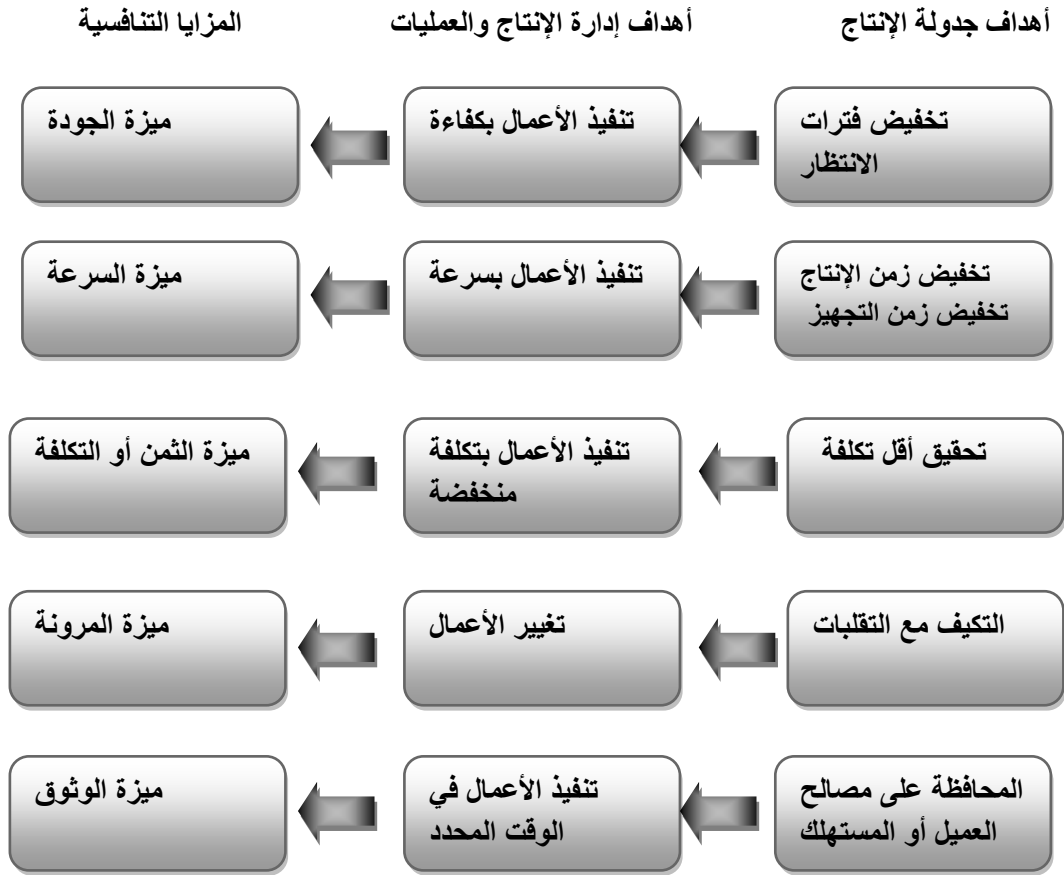 أهداف جدولة الإنتاج
أهداف إدارة الإنتاج والعمليات
المزايا التنافسية
تخفيض فترات
الانتظار
تنفيذ الأعمال بكفاءة
ميزة الجودة
تخفيض زمن الإنتاج
تخفيض زمن التجهيز
تنفيذ الأعمال بسرعة
ميزة السرعة
تحقيق أقل تكلفة
تنفيذ الأعمال بتكلفة
منخفضة
ميزة الثمن أو التكلفة
التكيف مع التقلبات
تغيير الأعمال
ميزة المرونة
المحافظة على مصالح
العميل أو المستهلك
تنفيذ الأعمال في
الوقت المحدد
ميزة الوثوق